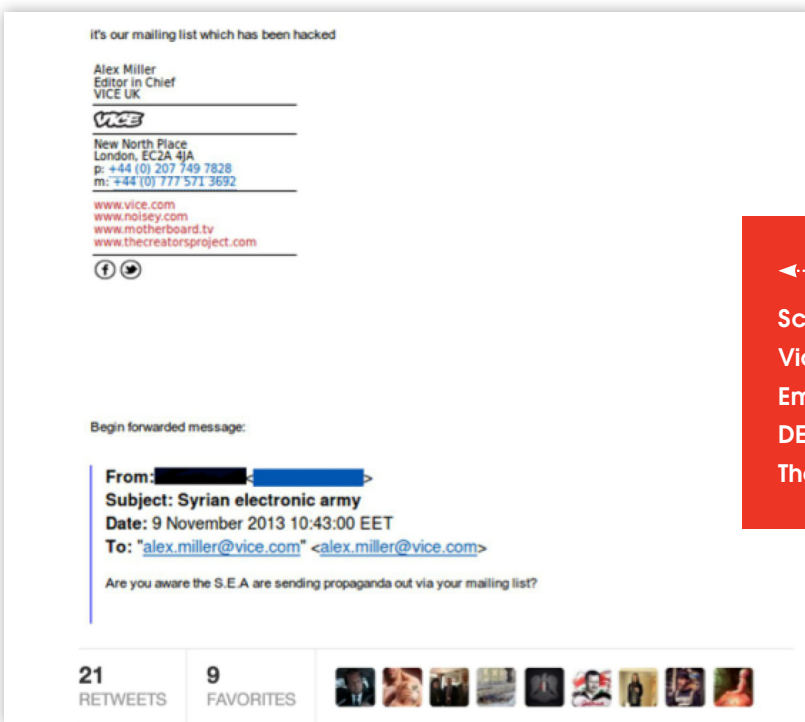 it's our mailing list which has been hacked
Alex Miller
Editor in Chief
VICE UK
VICE
New North Place
London, EC2A 4JA
p: +44 (0) 207 749 7828
m: +44 (0) 777 571 3692
www.vice.com
www.noisey.com
www.motherboard.tv
www.thecreatorsproject.com
Begin forwarded message:
From: < >
Subject: Syrian electronic army
Date: 9 November 2013 10:43:00 EET
To: "alex.miller@vice.com" <alex.miller@vice.com>
Are you aware the S.E.A are sending propaganda out via your mailing list?
21
RETWEETS
9
FAVORITES